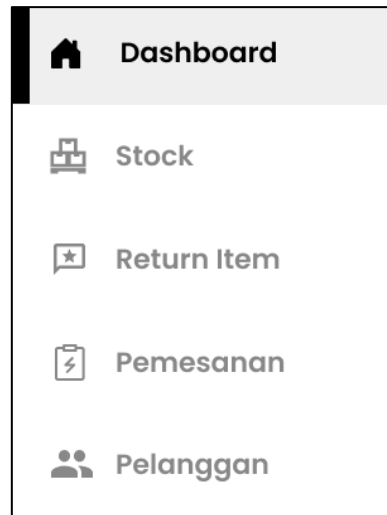 Dashboard
Stock
Return Item
Pemesanan
Pelanggan